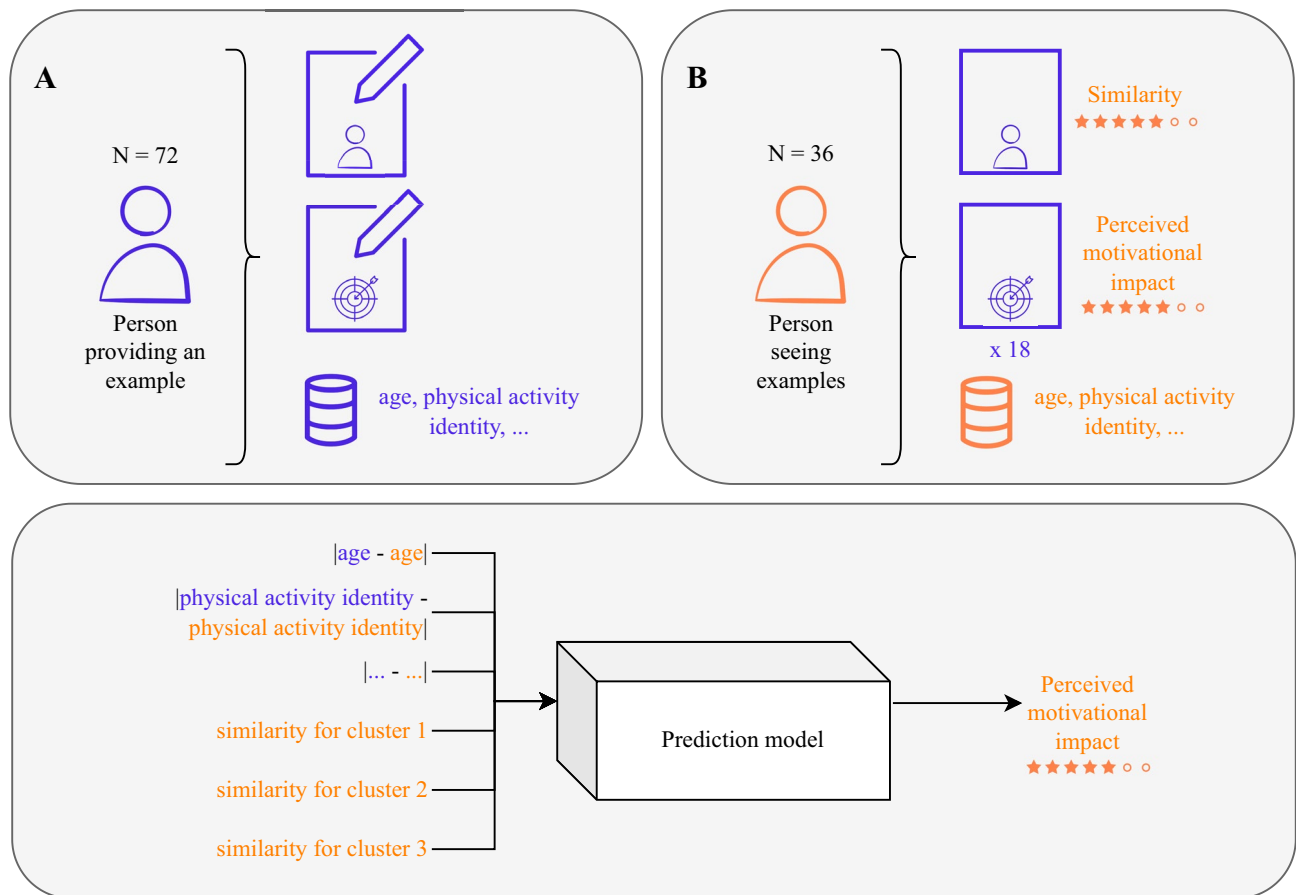 A
N = 72
Person
providing an
example
age, physical activity
identity, ...
B
N = 36
Person
seeing
examples
Similarity
Perceived
motivational
impact
x 18
age, physical activity
identity, ...
|age - age|
|physical activity identity -
physical activity identity|
|... - ...|
similarity for cluster 1
similarity for cluster 2
similarity for cluster 3
Prediction model
Perceived
motivational
impact